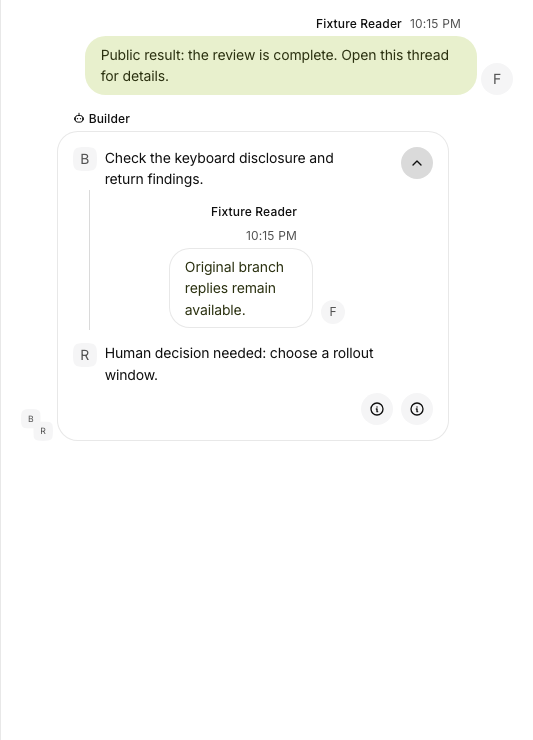 Fixture Reader 10:15 PM
Public result: the review is complete. Open this thread
for details.
F
Builder
B
Check the keyboard disclosure and
return findings.
Fixture Reader
10:15 PM
Original branch
replies remain
available.
F
R
Human decision needed: choose a rollout
window.
B
R